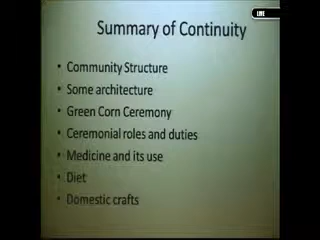 LIVE
Summary of Continuity
• Community Structure
• Some architecture
• Green Corn Ceremony
• Ceremonial roles and duties
• Medicine and its use
• Diet
• Domestic crafts